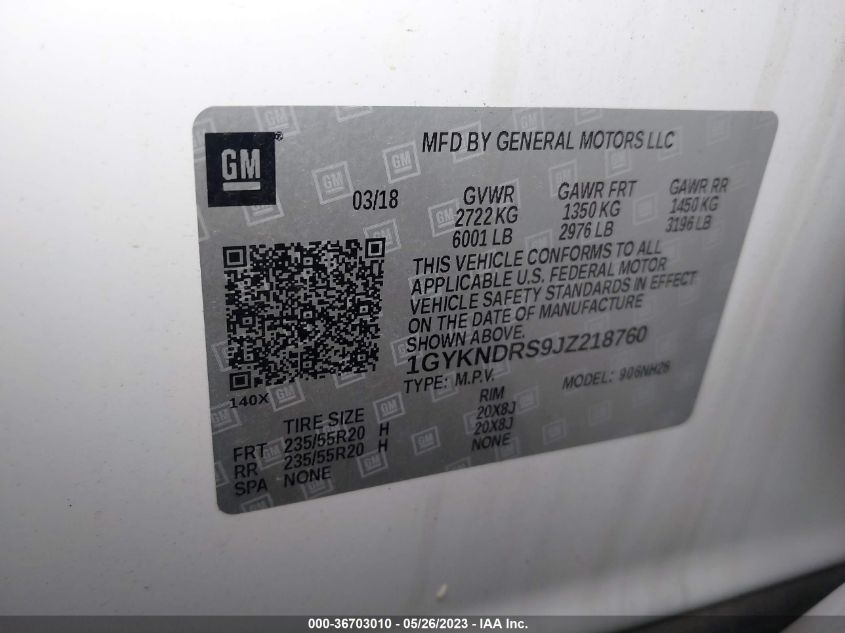 GM®
MFD BY GENERAL MOTORS LLC
03/18
GVWR GAWR FRT GAWR RR
2722 KG 1350 KG 1450 KG
6001 LB 2976 LB 3196 LB
THIS VEHICLE CONFORMS TO ALL
APPLICABLE U.S. FEDERAL MOTOR
VEHICLE SAFETY STANDARDS IN EFFECT
ON THE DATE OF MANUFACTURE
SHOWN ABOVE.
1GYKNDRS9JZ218760
TYPE: M.P.V. MODEL: 906NH26
140X
TIRE SIZE RIM
FRT 235/55R20 H 20X8J
RR 235/55R20 H 20X8J
SPA NONE NONE
000-36703010 - 05/26/2023 - IAA Inc.